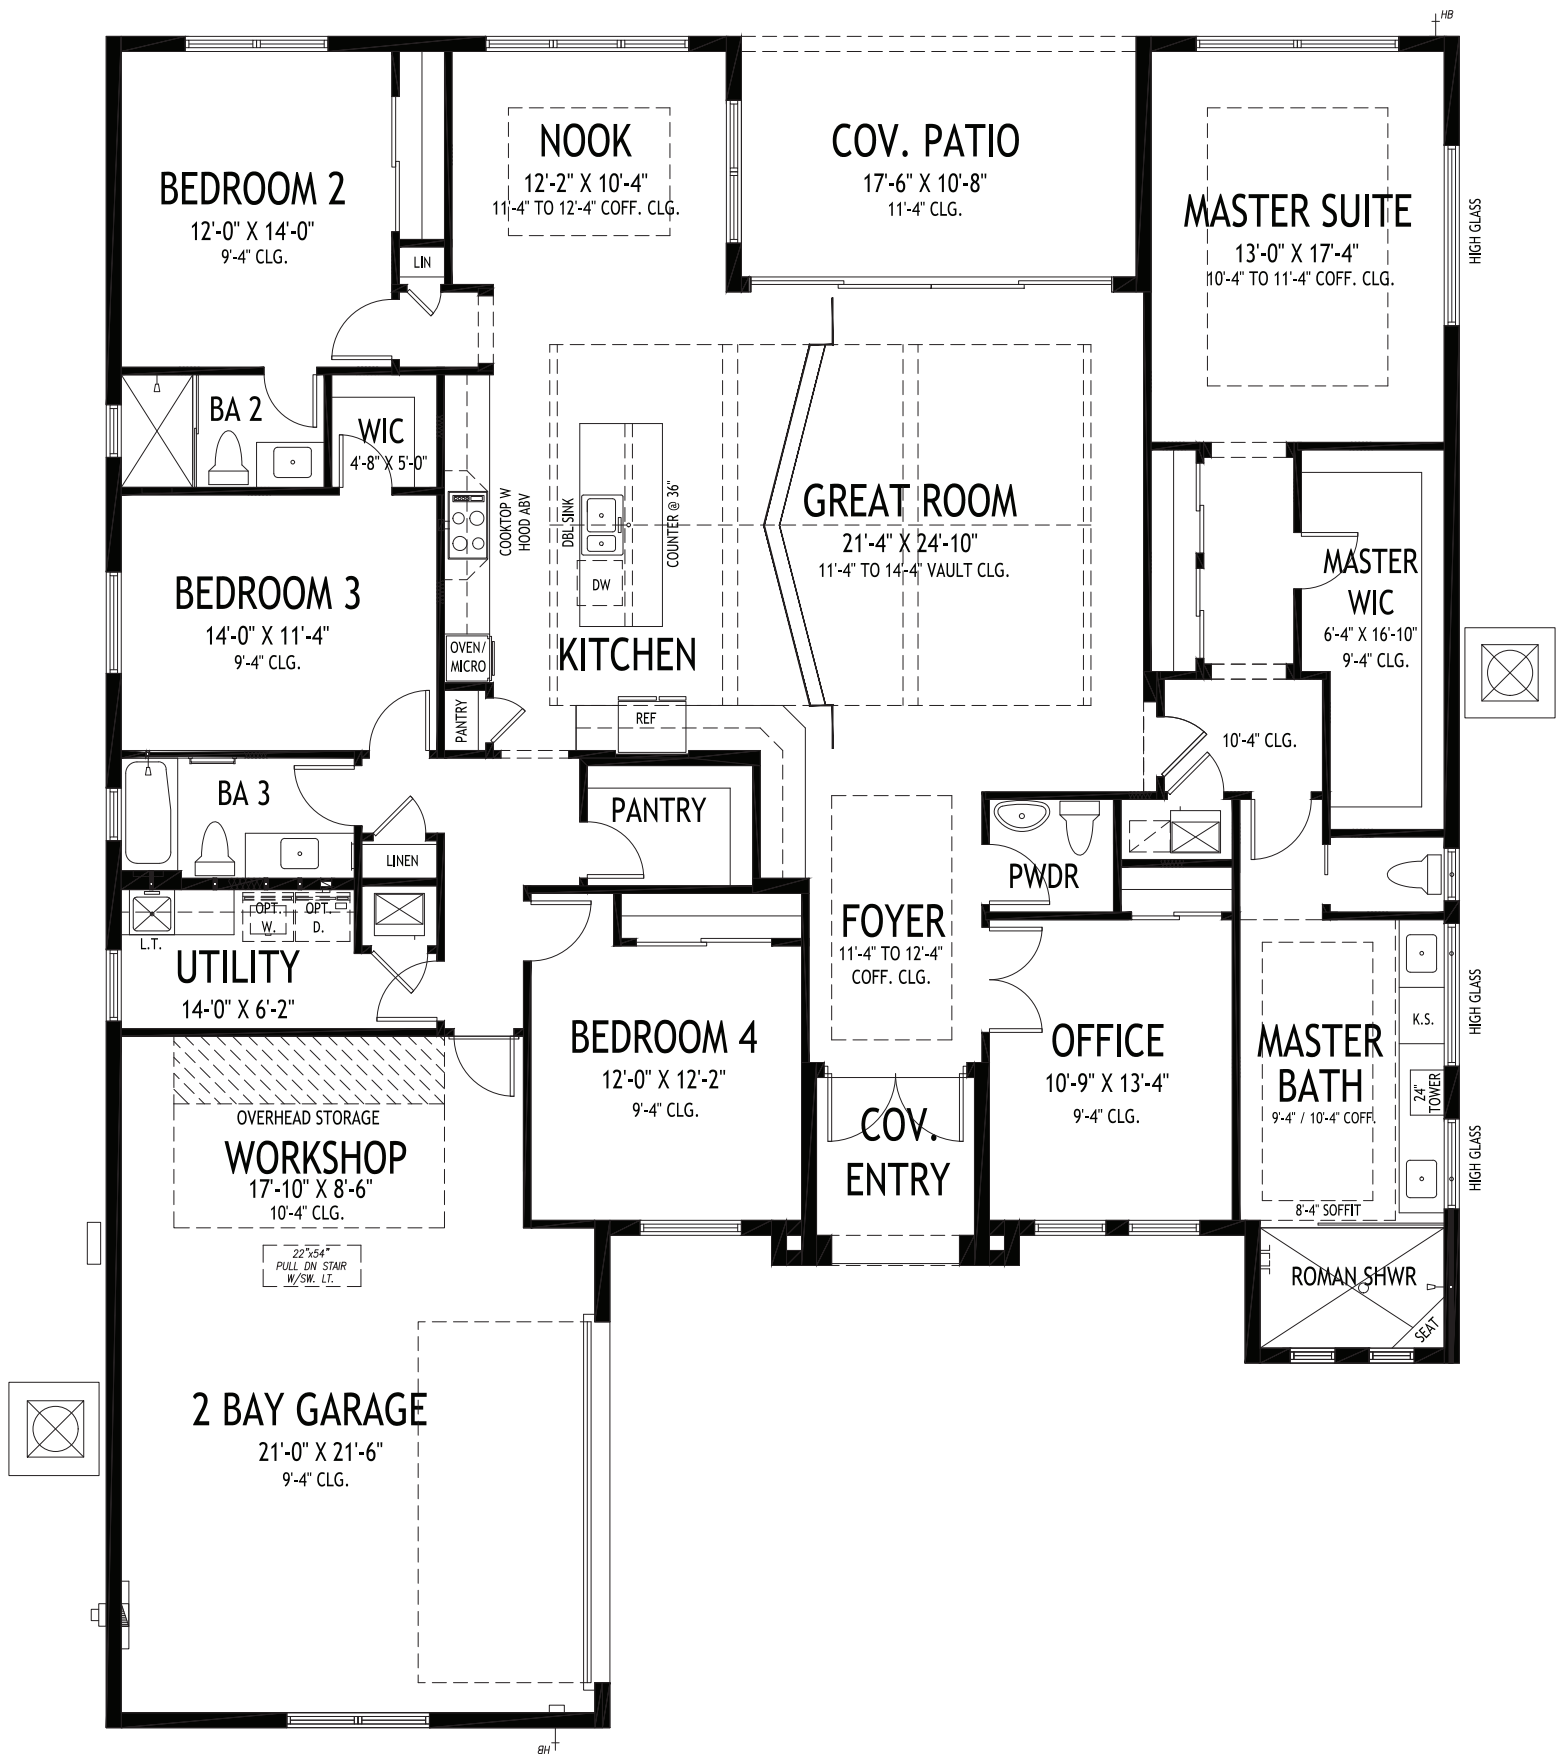 HB
NOOK
12'-2" X 10'-4"
11'-4" TO 12'-4" COFF. CLG.
COV. PATIO
17'-6" X 10'-8"
11'-4" CLG.
BEDROOM 2
12'-0" X 14'-0"
9'-4" CLG.
MASTER SUITE
13'-0" X 17'-4"
10'-4" TO 11'-4" COFF. CLG.
HIGH GLASS
LIN
BA 2
WIC
4'-8" X 5'-0"
COOKTOP W
HOOD ABV
DBL-SINK
COUNTER @ 36"
DW
GREAT ROOM
21'-4" X 24'-10"
11'-4" TO 14'-4" VAULT CLG.
MASTER
WIC
6'-4" X 16'-10"
9'-4" CLG.
BEDROOM 3
14'-0" X 11'-4"
9'-4" CLG.
OVEN/
MICRO
KITCHEN
PANTRY
REF
10'-4" CLG.
BA 3
PANTRY
LINEN
PWDR
FOYER
11'-4" TO 12'-4"
COFF. CLG.
OPT.
W.
OPT.
D.
L.T.
UTILITY
14'-0" X 6'-2"
HIGH GLASS
K.S.
BEDROOM 4
12'-0" X 12'-2"
9'-4" CLG.
OFFICE
10'-9" X 13'-4"
9'-4" CLG.
MASTER
BATH
9'-4" / 10'-4" COFF.
24"
TOWER
HIGH GLASS
OVERHEAD STORAGE
WORKSHOP
17'-10" X 8'-6"
10'-4" CLG.
COV.
ENTRY
8'-4" SOFFIT
22"x54"
PULL DN STAIR
W/SW. LT.
ROMAN SHWR
SEAT
2 BAY GARAGE
21'-0" X 21'-6"
9'-4" CLG.
HB